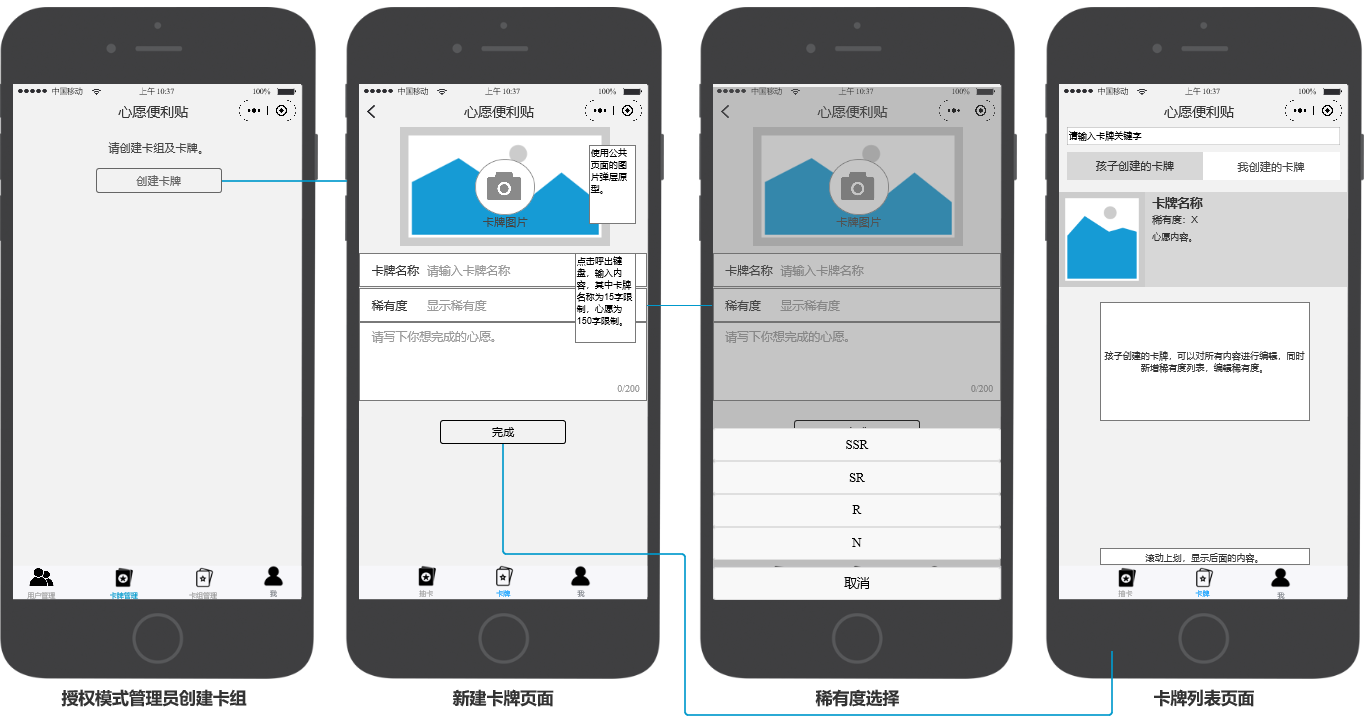 中国移动
上午 10:37
100%
心愿便利贴
请创建卡组及卡牌。
创建卡牌
用户管理
卡牌管理
卡组管理
我
授权模式管理员创建卡组
中国移动
上午 10:37
100%
心愿便利贴
使用公共
页面的图
片弹层原
型。
卡牌图片
卡牌名称 请输入卡牌名称
点击呼出键
盘，输入内
容，其中卡牌
名称为15字限
制，心愿为
150字限制。
稀有度 显示稀有度
请写下你想完成的心愿。
0/200
完成
抽卡
卡牌
我
新建卡牌页面
中国移动
上午 10:37
100%
心愿便利贴
卡牌图片
卡牌名称 请输入卡牌名称
稀有度 显示稀有度
请写下你想完成的心愿。
0/200
SSR
SR
R
N
取消
稀有度选择
中国移动
上午 10:37
100%
心愿便利贴
请输入卡牌关键字
孩子创建的卡牌
我创建的卡牌
卡牌名称
稀有度：X
心愿内容。
孩子创建的卡牌，可以对所有内容进行编辑，同时
新增稀有度列表，编辑稀有度。
滚动上划，显示后面的内容。
抽卡
卡牌
我
卡牌列表页面